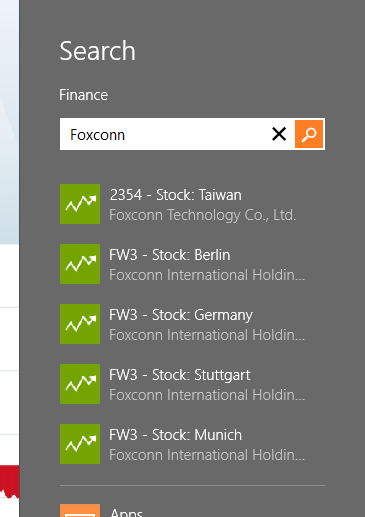 Search
Finance
Foxconn
2354 - Stock: Taiwan
Foxconn Technology Co., Ltd.
FW3 - Stock: Berlin
Foxconn International Holdin...
FW3 - Stock: Germany
Foxconn International Holdin...
FW3 - Stock: Stuttgart
Foxconn International Holdin...
FW3 - Stock: Munich
Foxconn International Holdin...
Apps